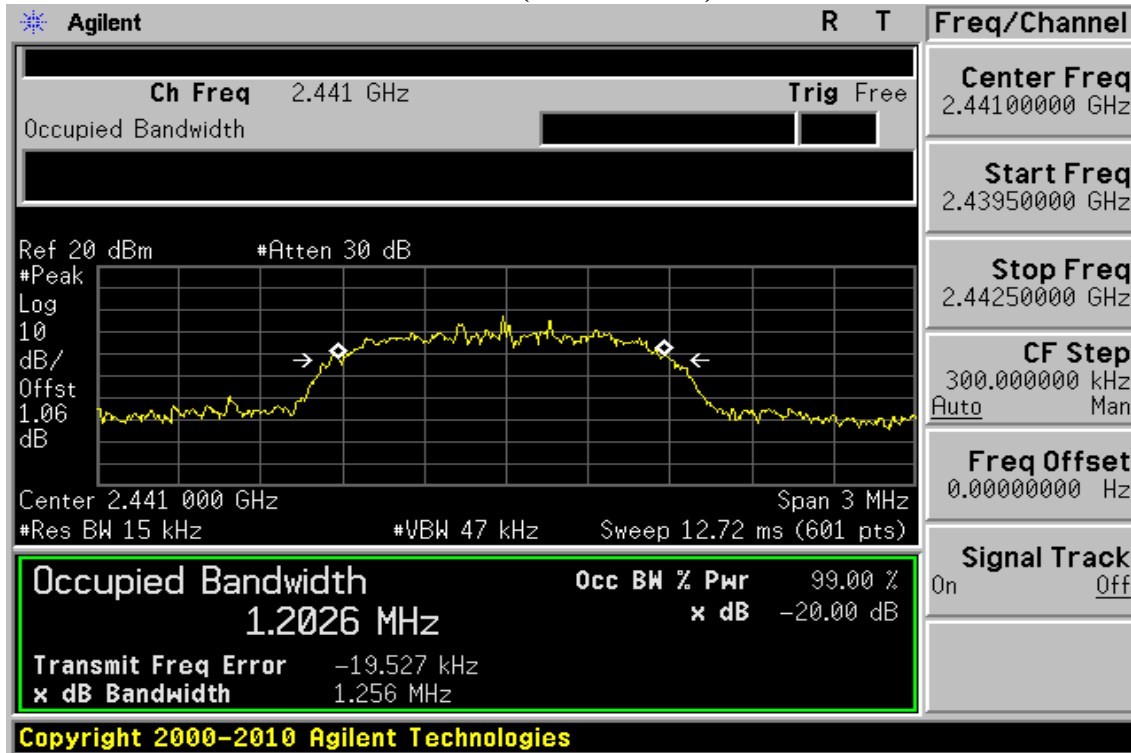 Agilent R T Freq/Channel
Ch Freq 2.441 GHz Trig Free
Occupied Bandwidth
Center Freq
2.44100000 GHz
Start Freq
2.43950000 GHz
Stop Freq
2.44250000 GHz
CF Step
300.000000 kHz
Auto Man
Freq Offset
0.00000000 Hz
Signal Track
On Off
Ref 20 dBm #Atten 30 dB
#Peak
Log
10
dB/
Offst
1.06
dB
Center 2.441 000 GHz Span 3 MHz
#Res BW 15 kHz #VBW 47 kHz Sweep 12.72 ms (601 pts)
Occupied Bandwidth Occ BW % Pwr 99.00 %
1.2026 MHz x dB -20.00 dB
Transmit Freq Error -19.527 kHz
x dB Bandwidth 1.256 MHz
Copyright 2000-2010 Agilent Technologies